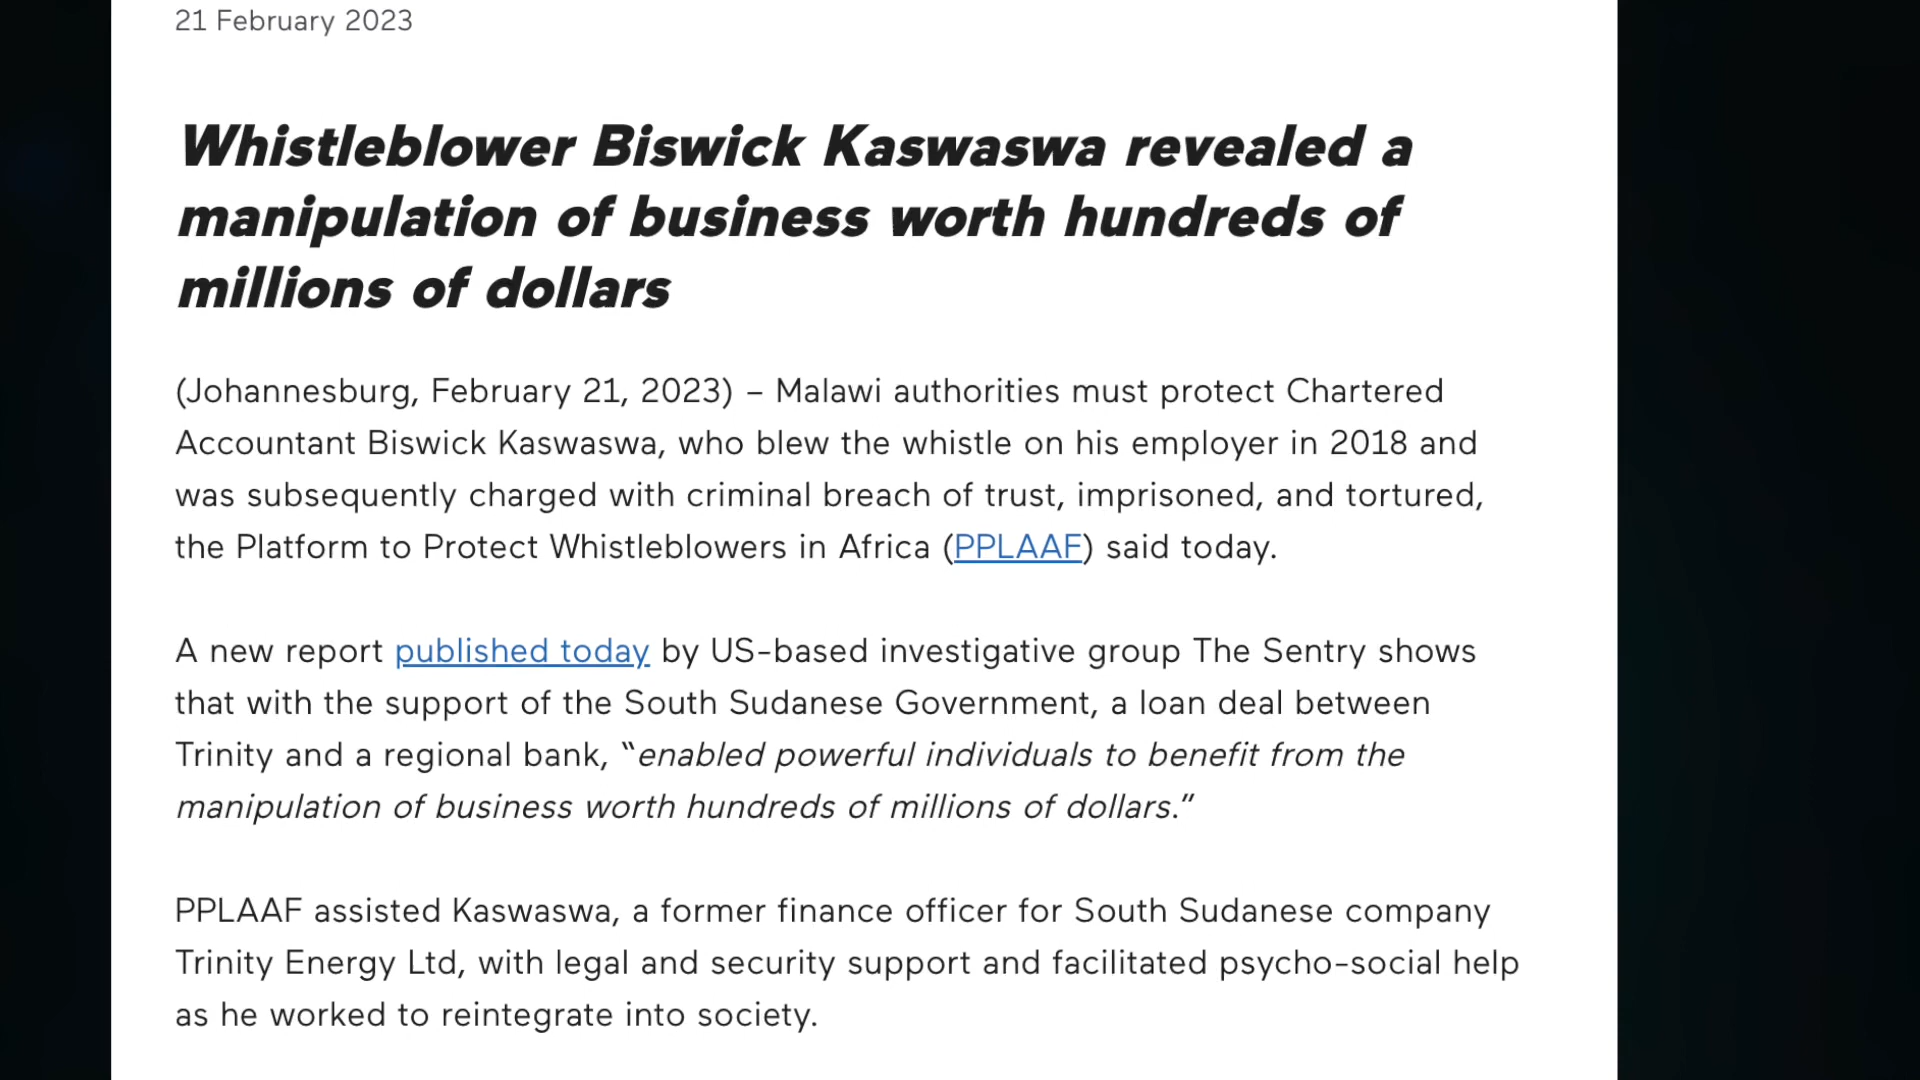 21 February 2023
Whistleblower Biswick Kaswaswa revealed a
manipulation of business worth hundreds of
millions of dollars
(Johannesburg, February 21, 2023) – Malawi authorities must protect Chartered
Accountant Biswick Kaswaswa, who blew the whistle on his employer in 2018 and
was subsequently charged with criminal breach of trust, imprisoned, and tortured,
the Platform to Protect Whistleblowers in Africa (PPLAAF) said today.
A new report published today by US-based investigative group The Sentry shows
that with the support of the South Sudanese Government, a loan deal between
Trinity and a regional bank, “enabled powerful individuals to benefit from the
manipulation of business worth hundreds of millions of dollars.”
PPLAAF assisted Kaswaswa, a former finance officer for South Sudanese company
Trinity Energy Ltd, with legal and security support and facilitated psycho-social help
as he worked to reintegrate into society.